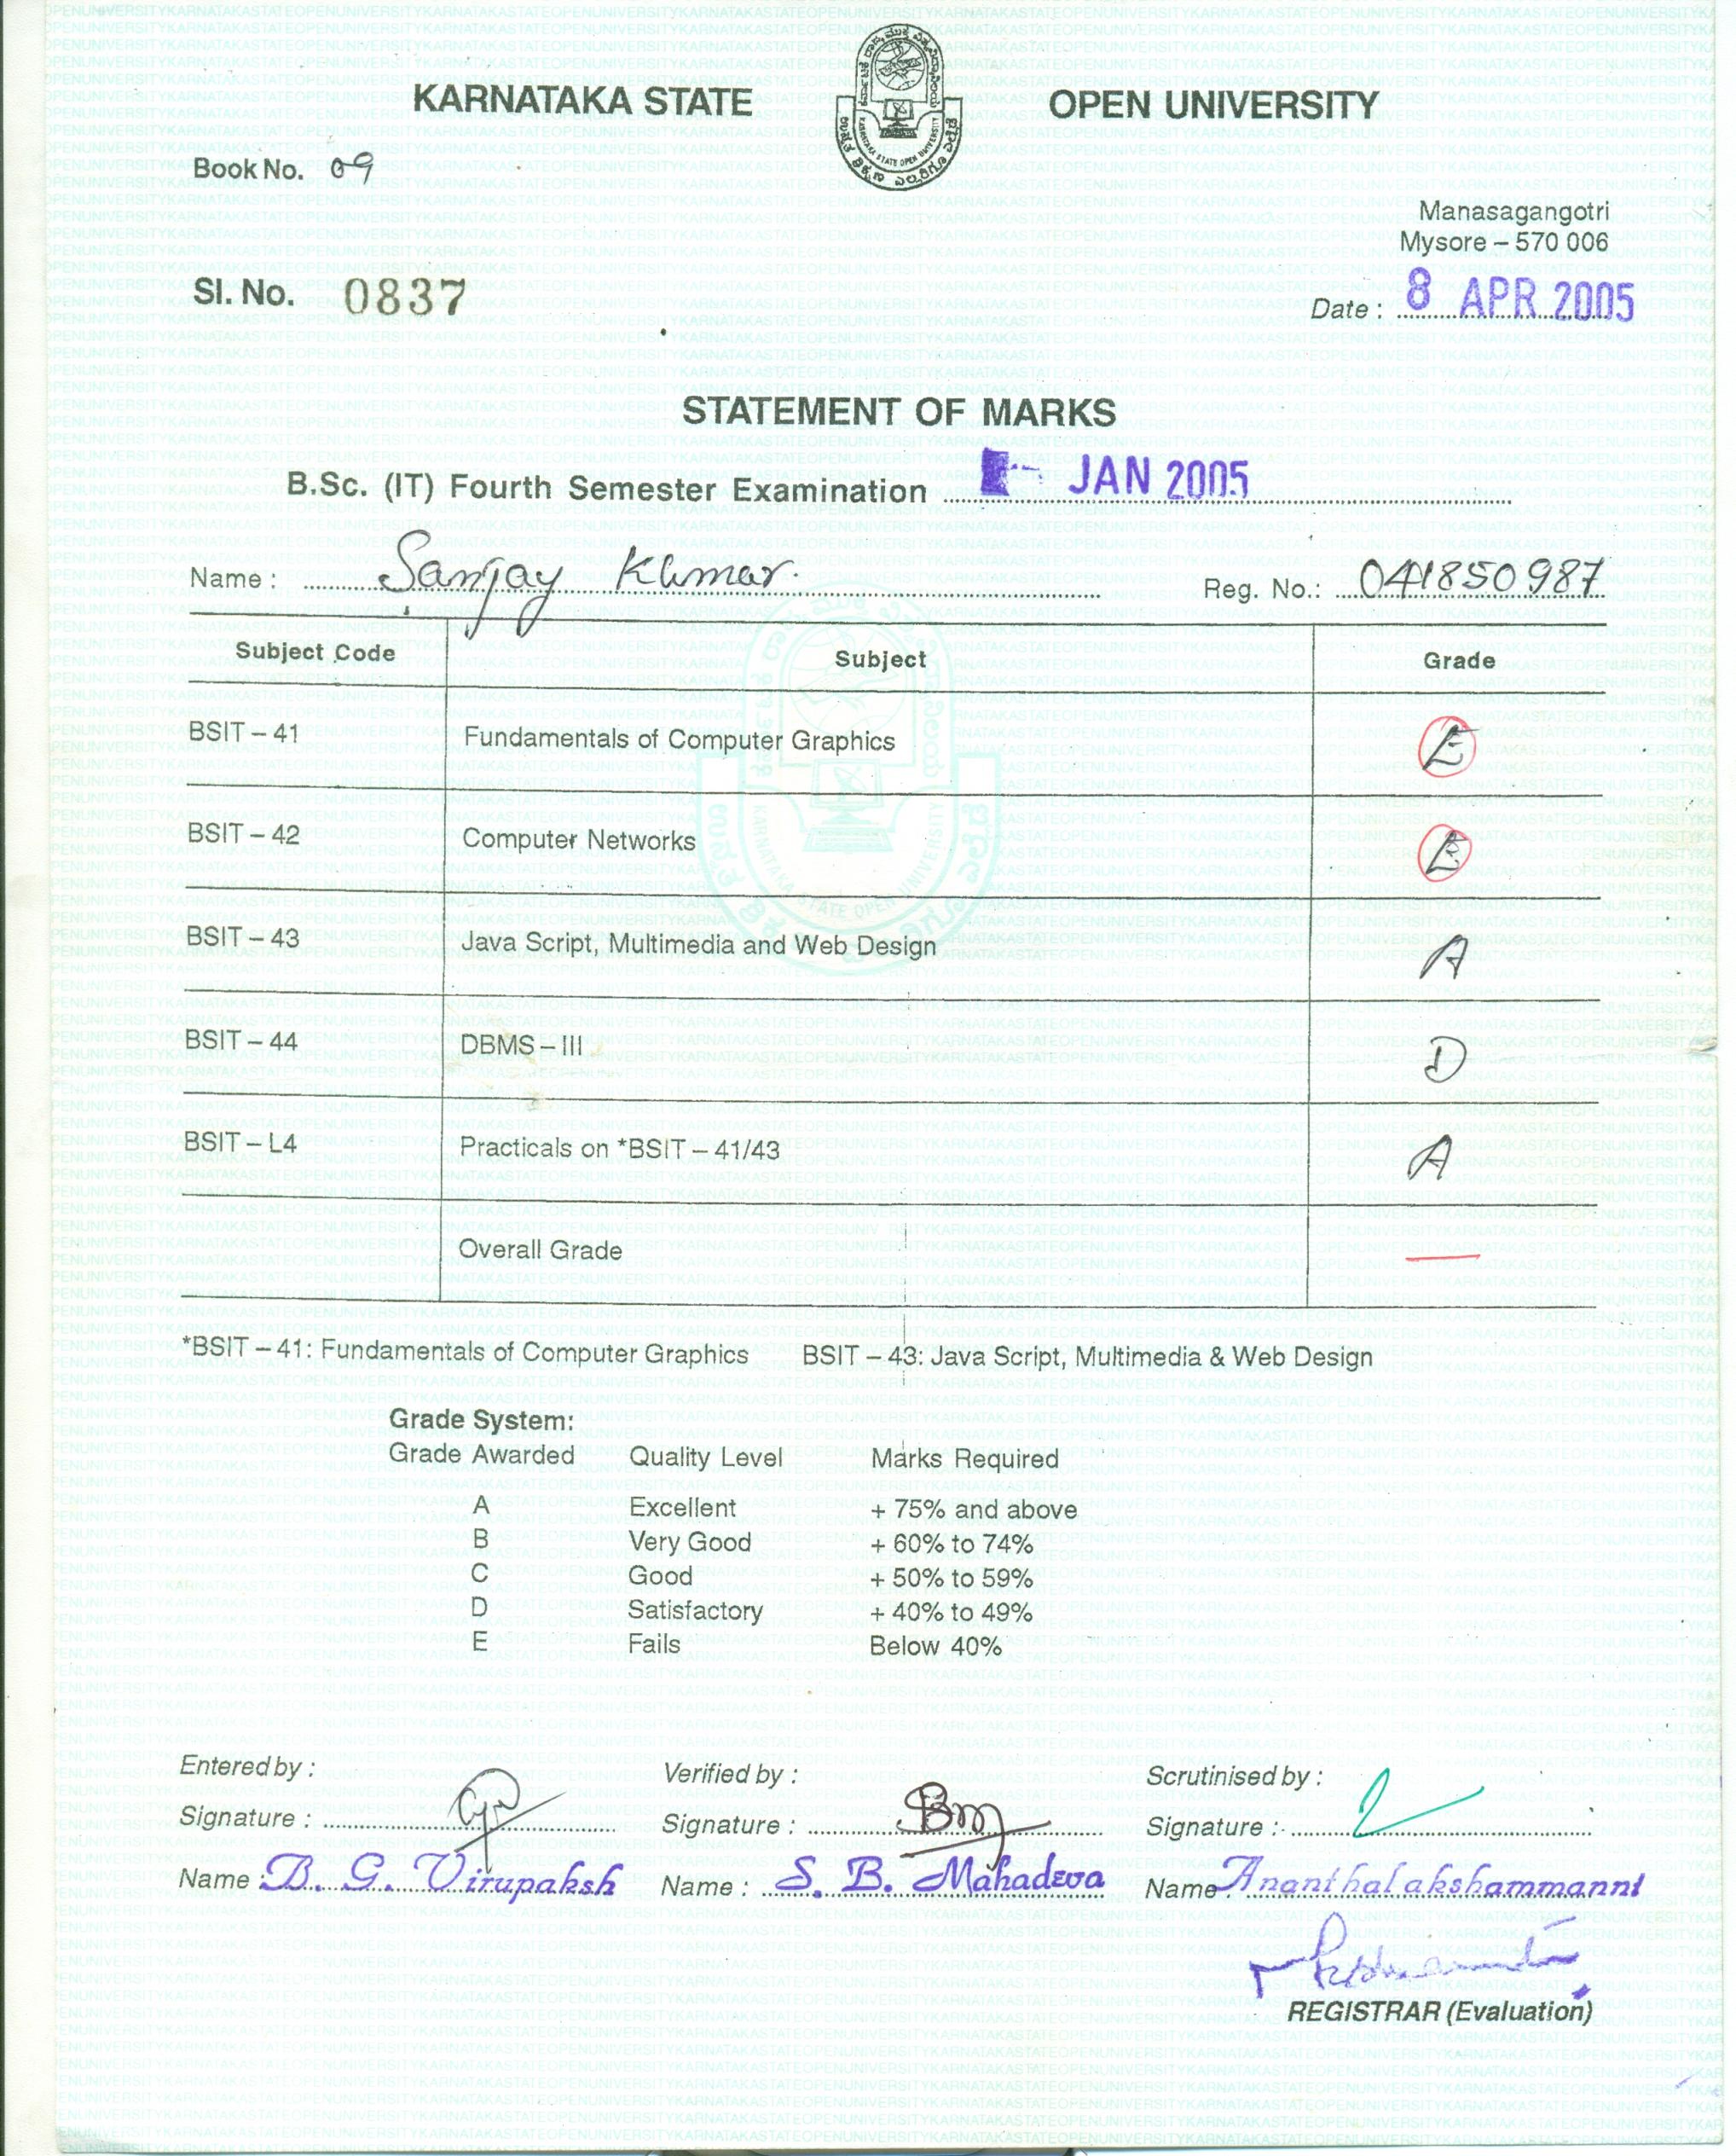 KARNATAKA STATE OPEN UNIVERSITY
KARNATAKA STATE OPEN UNIVERSITY
Book No. 09
Manasagangotri
Mysore – 570 006
Sl. No. 0837
Date : 8 APR 2005
STATEMENT OF MARKS
B.Sc. (IT) Fourth Semester Examination JAN 2005
Name : Sanjay Kumar.
Reg. No.: 041850987
Subject Code Subject Grade
BSIT – 41 Fundamentals of Computer Graphics E
BSIT – 42 Computer Networks E
BSIT – 43 Java Script, Multimedia and Web Design A
BSIT – 44 DBMS – III D
BSIT – L4 Practicals on *BSIT – 41/43 A
Overall Grade —
*BSIT – 41: Fundamentals of Computer Graphics BSIT – 43: Java Script, Multimedia & Web Design
Grade System:
Grade Awarded Quality Level Marks Required
A Excellent + 75% and above
B Very Good + 60% to 74%
C Good + 50% to 59%
D Satisfactory + 40% to 49%
E Fails Below 40%
Entered by : Verified by : Scrutinised by :
Signature : Signature : Signature :
Name : B. G. Virupaksh Name : S. B. Mahadeva Name : Ananthalakshammanni
REGISTRAR (Evaluation)